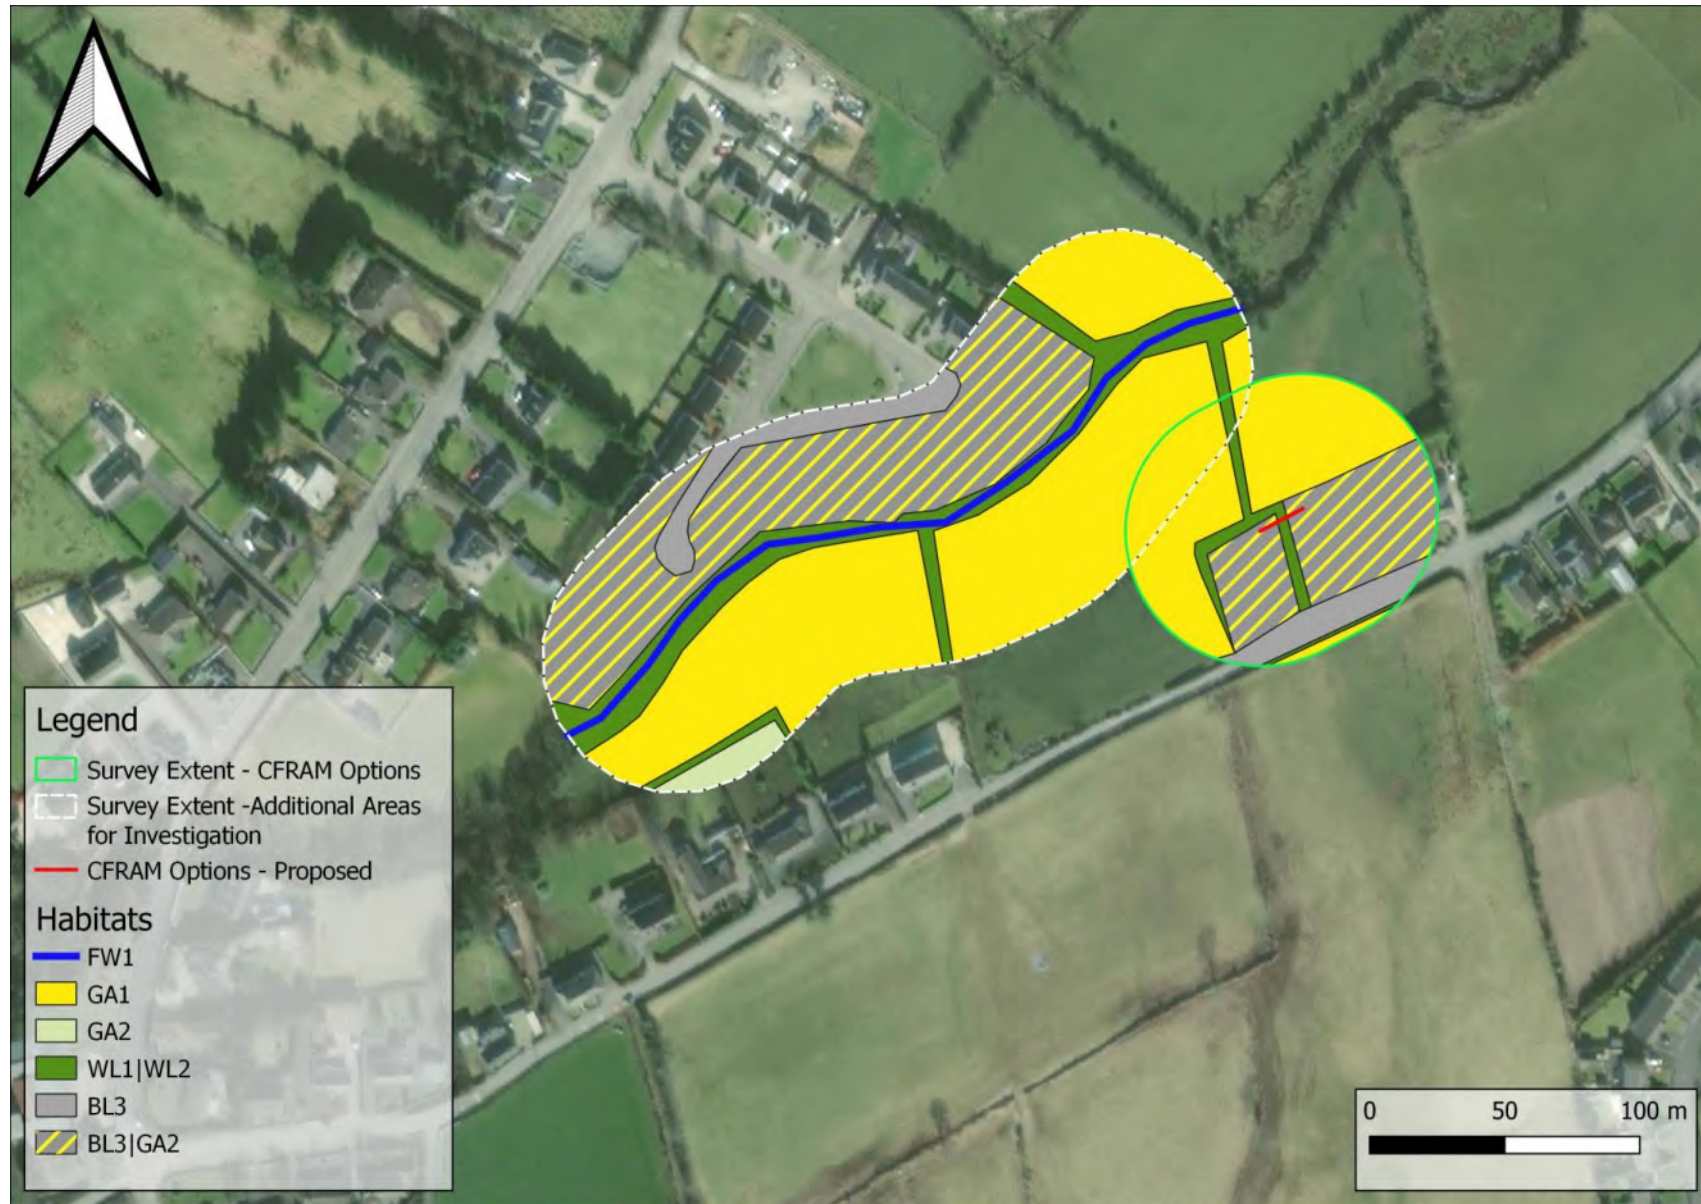 Legend
Survey Extent - CFRAM Options
Survey Extent -Additional Areas
for Investigation
CFRAM Options - Proposed
Habitats
FW1
GA1
GA2
WL1|WL2
BL3
BL3|GA2
0 50 100 m